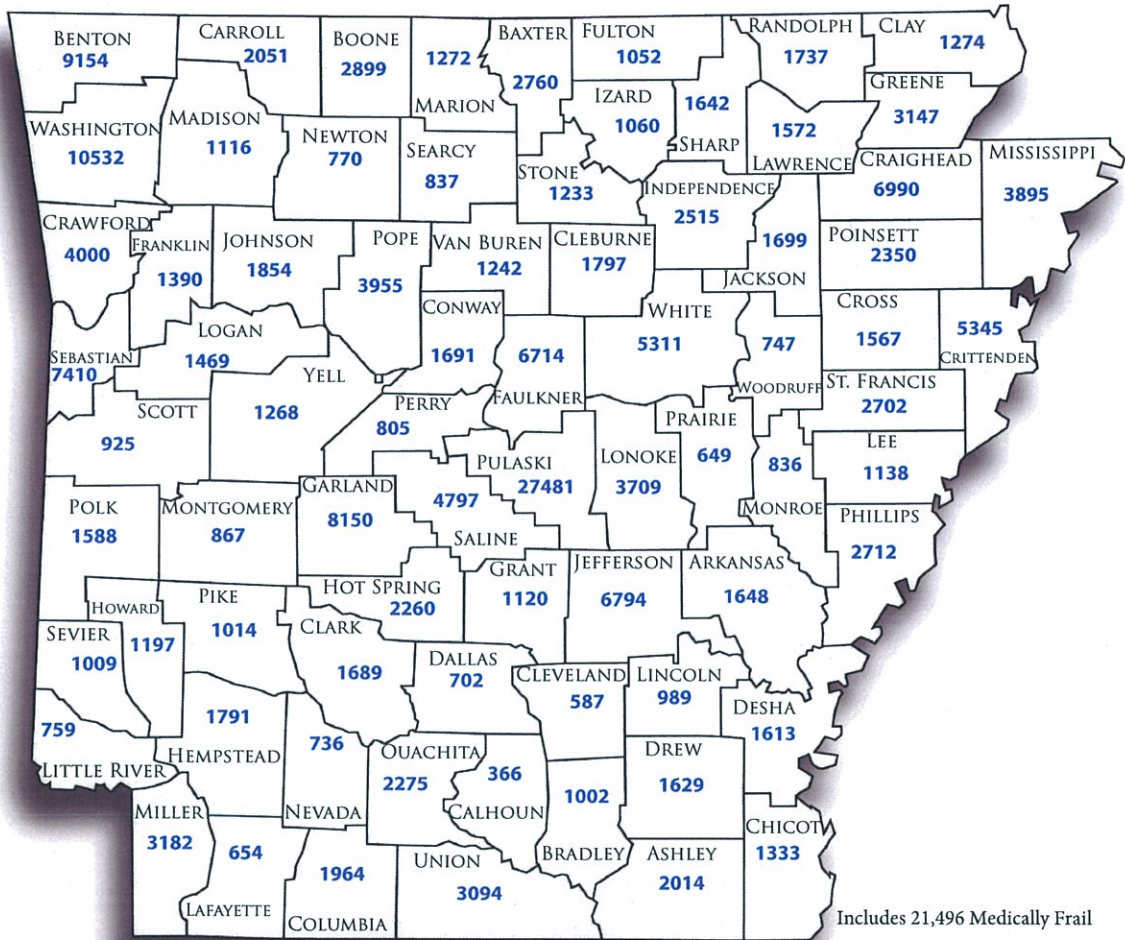 BENTON
9154
CARROLL
2051
BOONE
2899
1272
MARION
BAXTER
2760
FULTON
1052
RANDOLPH
1737
CLAY
1274
GREENE
3147
IZARD
1060
1642
SHARP
1572
LAWRENCE
WASHINGTON
10532
MADISON
1116
NEWTON
770
SEARCY
837
STONE
1233
INDEPENDENCE
2515
CRAIGHEAD
6990
MISSISSIPPI
3895
CRAWFORD
4000
FRANKLIN
1390
JOHNSON
1854
POPE
3955
VAN BUREN
1242
CLEBURNE
1797
1699
JACKSON
POINSETT
2350
LOGAN
1469
CONWAY
1691
6714
FAULKNER
WHITE
5311
747
WOODRUFF
CROSS
1567
5345
CRITTENDEN
SEBASTIAN
7410
YELL
1268
SCOTT
925
PERRY
805
PULASKI
27481
LONOKE
3709
PRAIRIE
649
836
MONROE
ST. FRANCIS
2702
LEE
1138
POLK
1588
MONTGOMERY
867
GARLAND
8150
4797
SALINE
PHILLIPS
2712
HOT SPRING
2260
GRANT
1120
JEFFERSON
6794
ARKANSAS
1648
HOWARD
1197
PIKE
1014
CLARK
1689
SEVIER
1009
DALLAS
702
CLEVELAND
587
LINCOLN
989
DESHA
1613
759
LITTLE RIVER
1791
HEMPSTEAD
736
NEVADA
OUACHITA
2275
366
CALHOUN
1002
BRADLEY
DREW
1629
MILLER
3182
654
LAFAYETTE
1964
COLUMBIA
UNION
3094
ASHLEY
2014
CHICOT
1333
Includes 21,496 Medically Frail